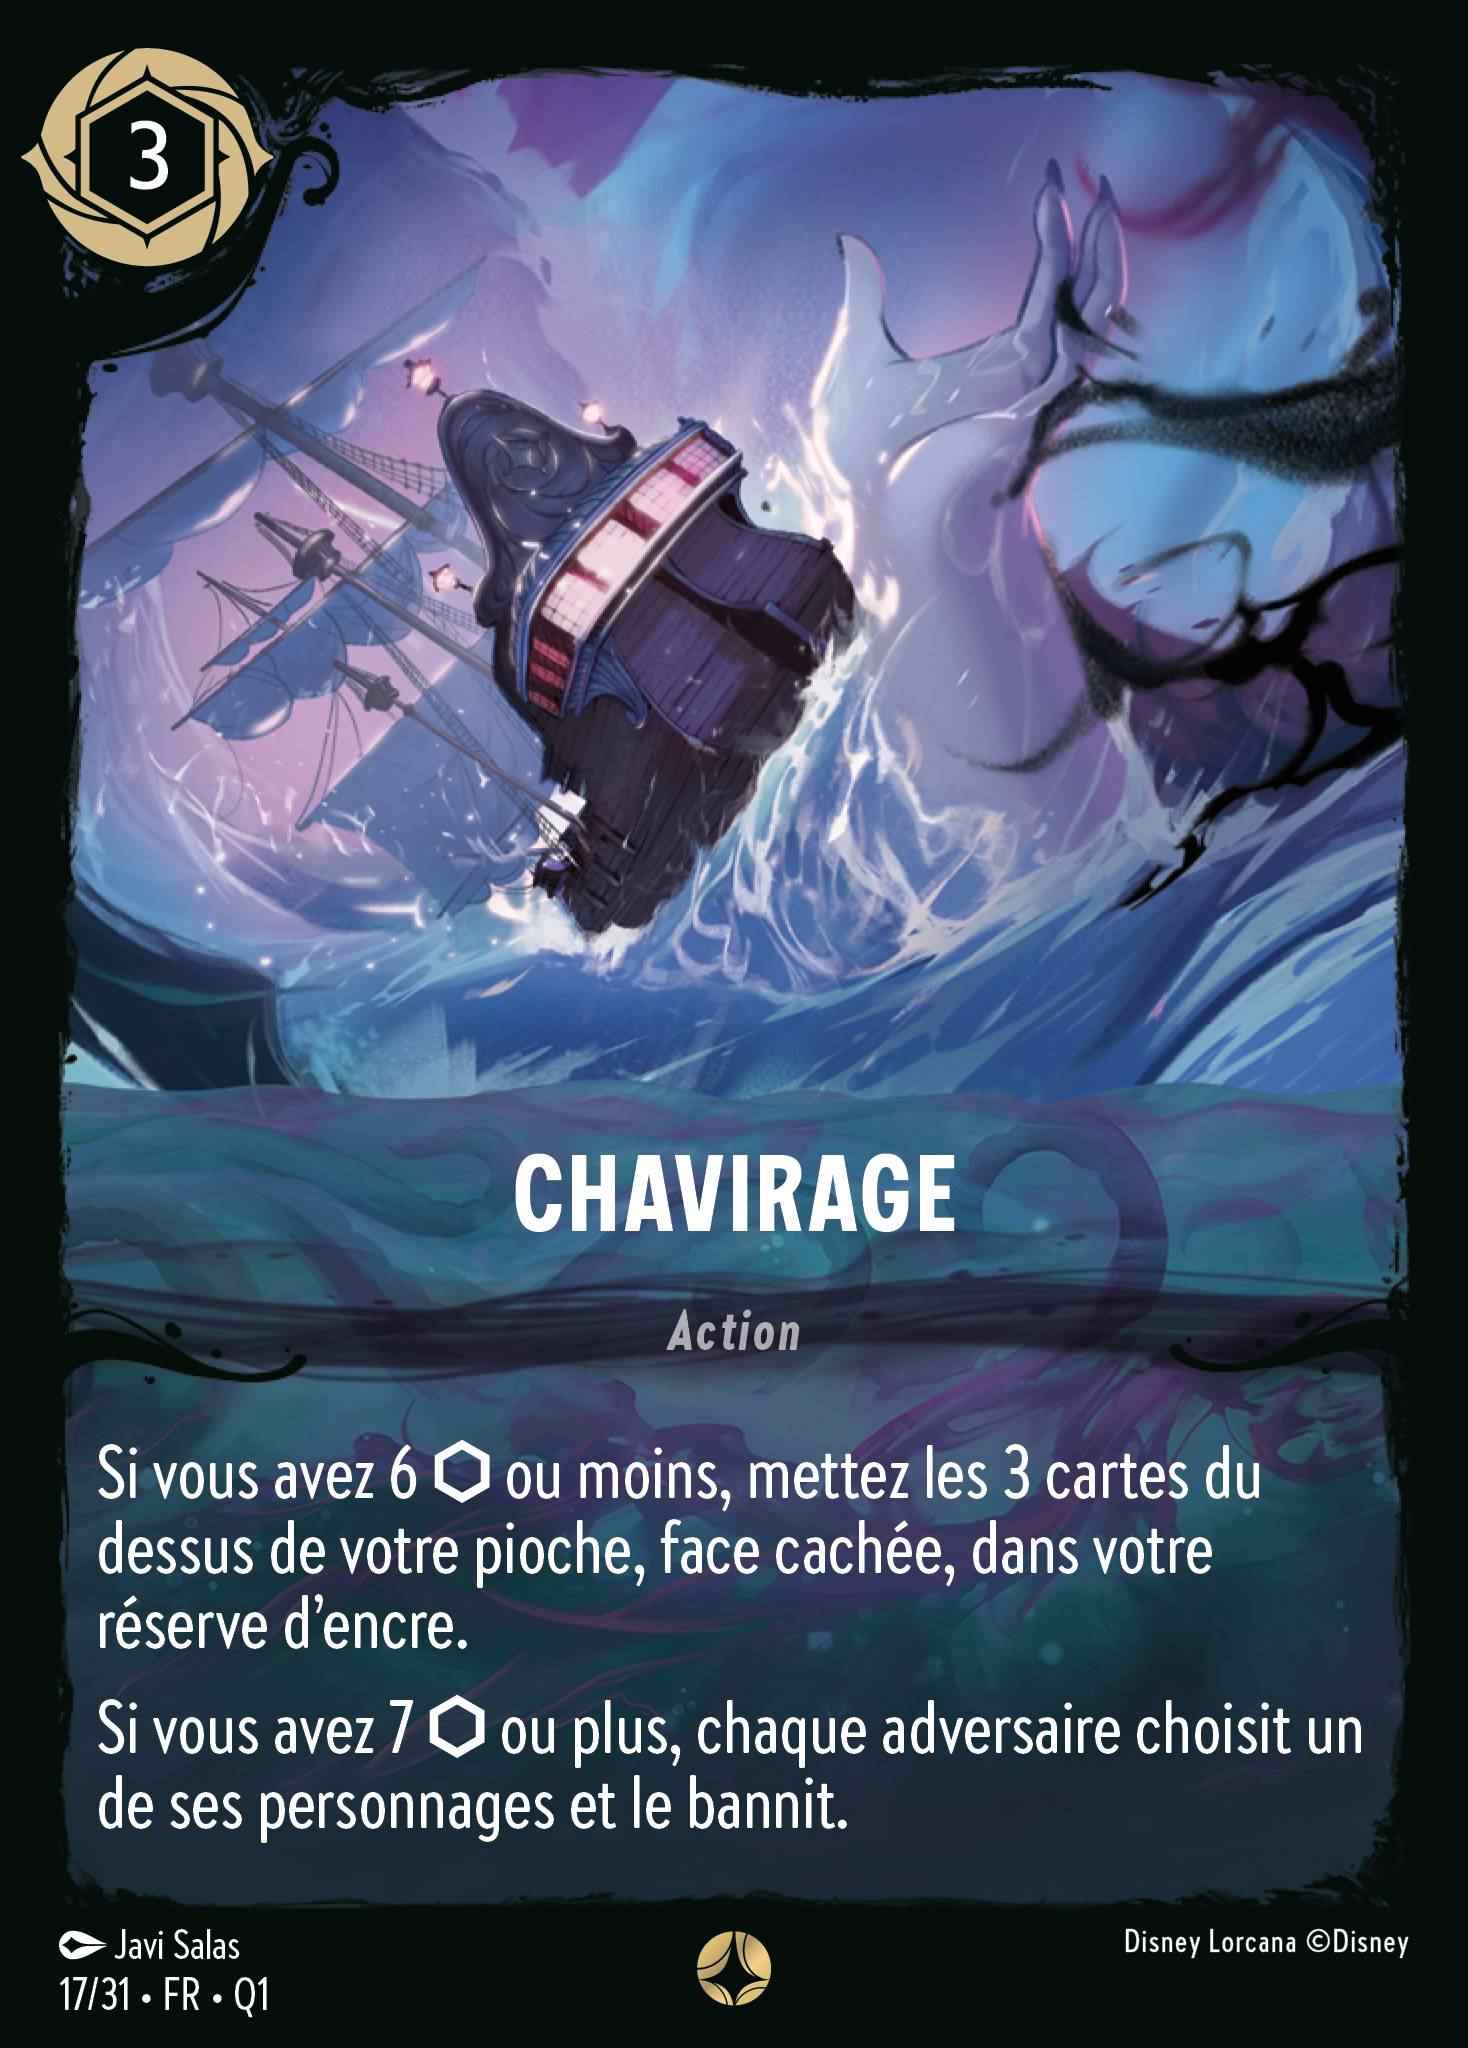 3
CHAVIRAGE
Action
Si vous avez 6 ⬡ ou moins, mettez les 3 cartes du
dessus de votre pioche, face cachée, dans votre
réserve d’encre.
Si vous avez 7 ⬡ ou plus, chaque adversaire choisit un
de ses personnages et le bannit.
Javi Salas
Disney Lorcana ©Disney
17/31 • FR • Q1